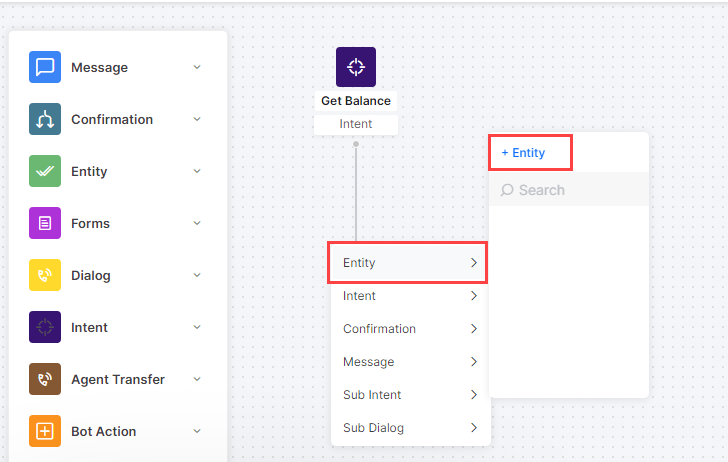 Message
Confirmation
Entity
Forms
Dialog
Intent
Agent Transfer
Bot Action
Get Balance
Intent
Entity
Intent
Confirmation
Message
Sub Intent
Sub Dialog
+ Entity
Search